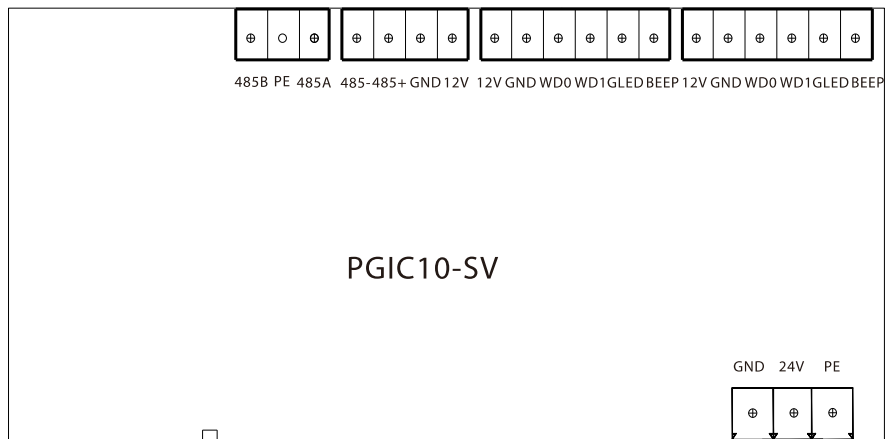 485B PE 485A 485- 485+ GND 12V 12V GND WD0 WD1 GLED BEEP 12V GND WD0 WD1 GLED BEEP
PGIC10-SV
GND 24V PE